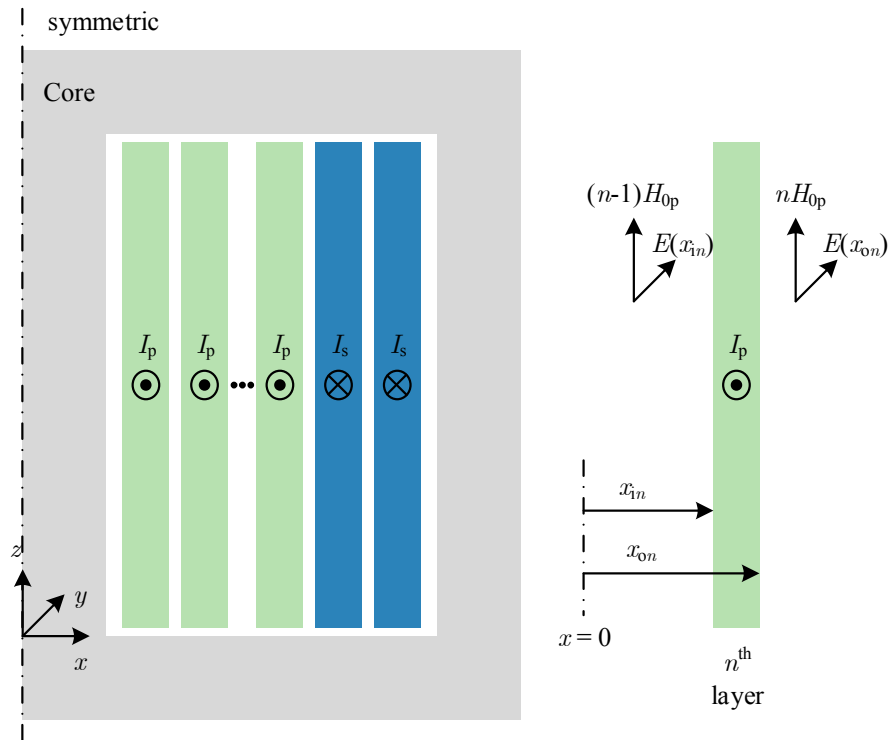 symmetric
Core
(n-1)H₀ₚ
nH₀ₚ
E(xᵢₙ)
E(xₒₙ)
Iₚ Iₚ ••• Iₚ Iₛ Iₛ
Iₚ
xᵢₙ
xₒₙ
z
y
x
x = 0
nᵗʰ
layer